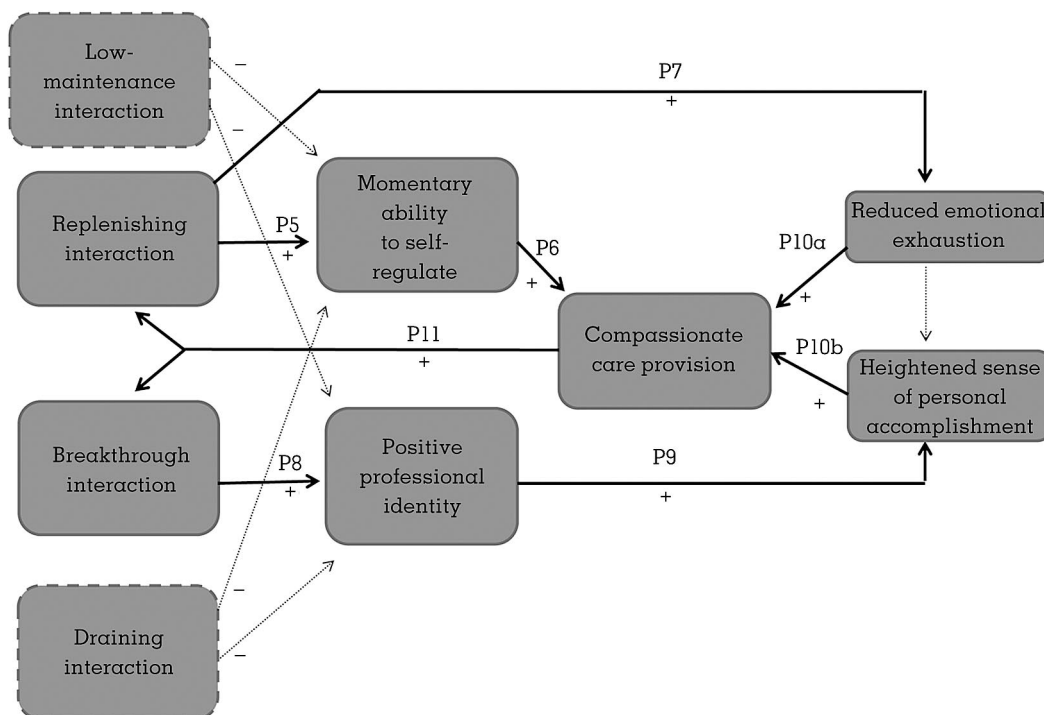 Low-
maintenance
interaction
–
–
P7
+
Replenishing
interaction
P5
+
Momentary
ability
to self-
regulate
P6
+
Reduced emotional
exhaustion
P10a
+
P11
+
Compassionate
care provision
P10b
+
Heightened sense
of personal
accomplishment
Breakthrough
interaction
P8
+
Positive
professional
identity
P9
+
Draining
interaction
–
–